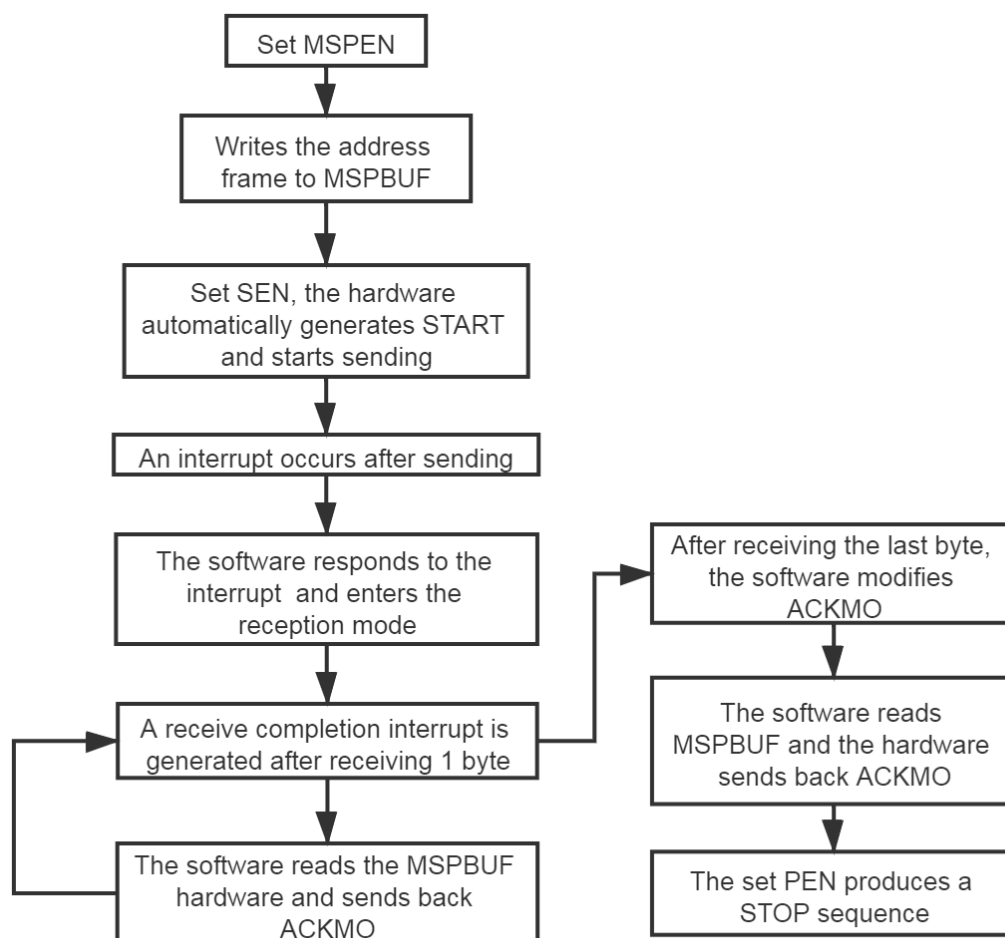 Set MSPEN
Writes the address
frame to MSPBUF
Set SEN, the hardware
automatically generates START
and starts sending
An interrupt occurs after sending
The software responds to the
interrupt and enters the
reception mode
A receive completion interrupt is
generated after receiving 1 byte
The software reads the MSPBUF
hardware and sends back
ACKMO
After receiving the last byte,
the software modifies
ACKMO
The software reads
MSPBUF and the hardware
sends back ACKMO
The set PEN produces a
STOP sequence